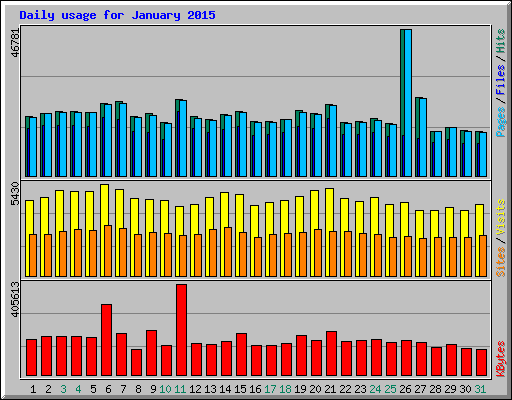 Daily usage for January 2015
46781
5430
405613
Pages / Files / Hits
Sites / Visits
KBytes
1 2 3 4 5 6 7 8 9 10 11 12 13 14 15 16 17 18 19 20 21 22 23 24 25 26 27 28 29 30 31